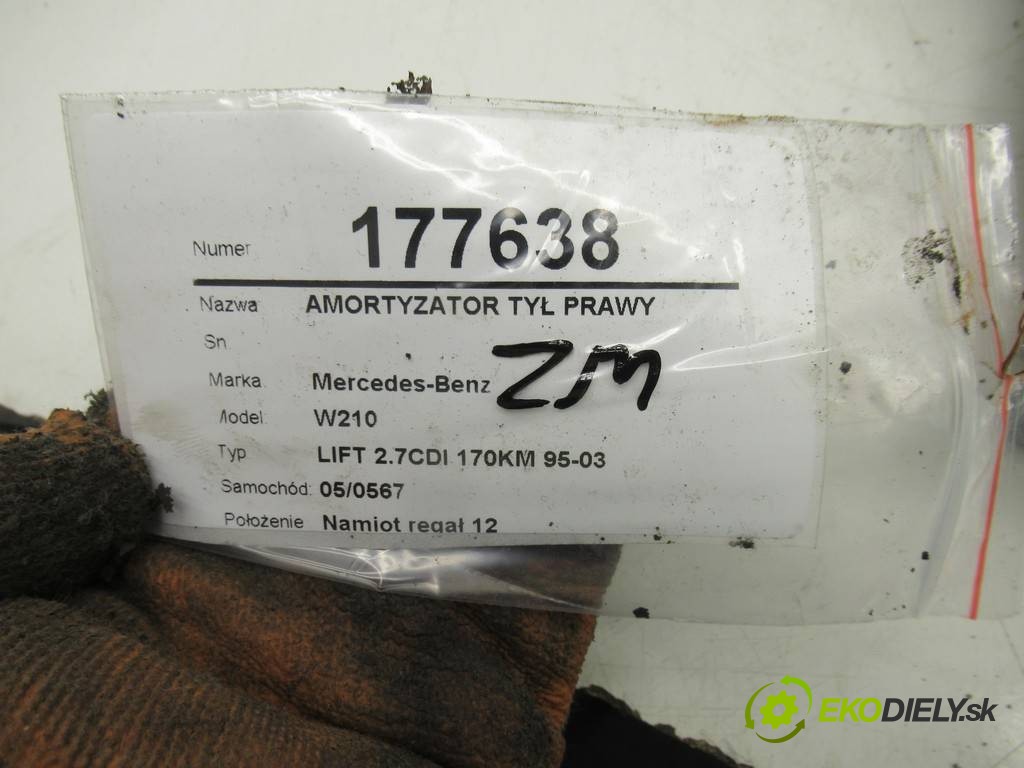 Numer 177638
Nazwa AMORTYZATOR TYŁ PRAWY
Sn
ZM
Marka Mercedes-Benz
Model W210
Typ LIFT 2.7CDI 170KM 95-03
Samochód: 05/0567
Położenie Namiot regał 12
EKODIELY.sk